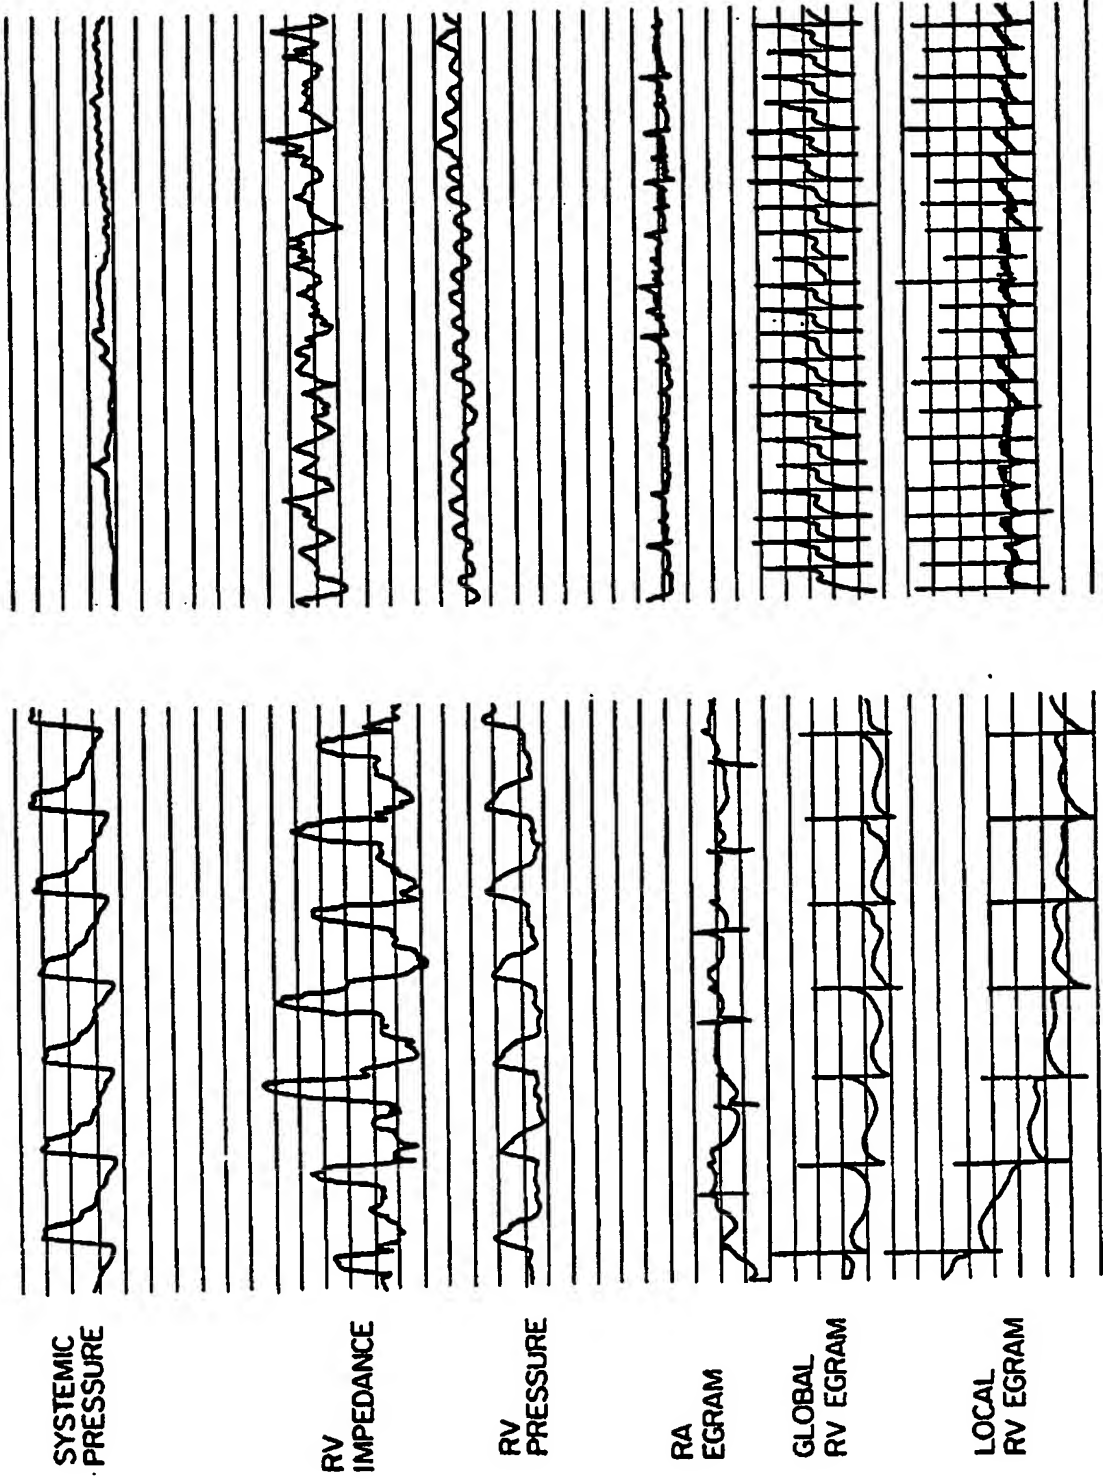 SYSTEMIC
PRESSURE
RV
IMPEDANCE
RV
PRESSURE
RA
EGRAM
GLOBAL
RV EGRAM
LOCAL
RV EGRAM